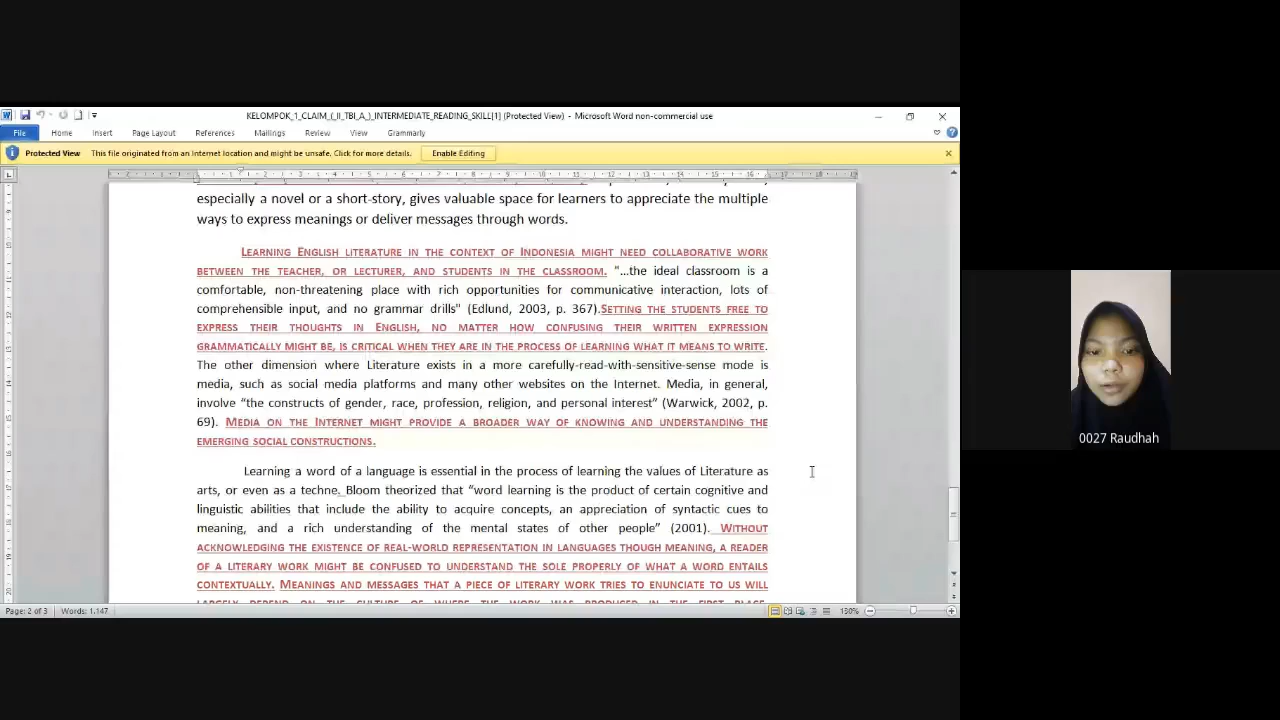 KELOMPOK_1_CLAIM_(_II_TBI_A_)_INTERMEDIATE_READING_SKILL[1] (Protected View) - Microsoft Word non-commercial use
File Home Insert Page Layout References Mailings Review View Grammarly
Protected View This file originated from an Internet location and might be unsafe. Click for more details. Enable Editing
especially a novel or a short-story, gives valuable space for learners to appreciate the multiple
ways to express meanings or deliver messages through words.
LEARNING ENGLISH LITERATURE IN THE CONTEXT OF INDONESIA MIGHT NEED COLLABORATIVE WORK
BETWEEN THE TEACHER, OR LECTURER, AND STUDENTS IN THE CLASSROOM. "...the ideal classroom is a
comfortable, non-threatening place with rich opportunities for communicative interaction, lots of
comprehensible input, and no grammar drills" (Edlund, 2003, p. 367).SETTING THE STUDENTS FREE TO
EXPRESS THEIR THOUGHTS IN ENGLISH, NO MATTER HOW CONFUSING THEIR WRITTEN EXPRESSION
GRAMMATICALLY MIGHT BE, IS CRITICAL WHEN THEY ARE IN THE PROCESS OF LEARNING WHAT IT MEANS TO WRITE.
The other dimension where Literature exists in a more carefully-read-with-sensitive-sense mode is
media, such as social media platforms and many other websites on the Internet. Media, in general,
involve “the constructs of gender, race, profession, religion, and personal interest” (Warwick, 2002, p.
69). MEDIA ON THE INTERNET MIGHT PROVIDE A BROADER WAY OF KNOWING AND UNDERSTANDING THE
EMERGING SOCIAL CONSTRUCTIONS.
Learning a word of a language is essential in the process of learning the values of Literature as
arts, or even as a techne. Bloom theorized that “word learning is the product of certain cognitive and
linguistic abilities that include the ability to acquire concepts, an appreciation of syntactic cues to
meaning, and a rich understanding of the mental states of other people” (2001). WITHOUT
ACKNOWLEDGING THE EXISTENCE OF REAL-WORLD REPRESENTATION IN LANGUAGES THOUGH MEANING, A READER
OF A LITERARY WORK MIGHT BE CONFUSED TO UNDERSTAND THE SOLE PROPERLY OF WHAT A WORD ENTAILS
CONTEXTUALLY. MEANINGS AND MESSAGES THAT A PIECE OF LITERARY WORK TRIES TO ENUNCIATE TO US WILL
LARGELY DEPEND ON THE CULTURE OF WHERE THE WORK WAS PRODUCED IN THE FIRST PLACE.
Page: 2 of 3 Words: 1,147 130%
0027 Raudhah